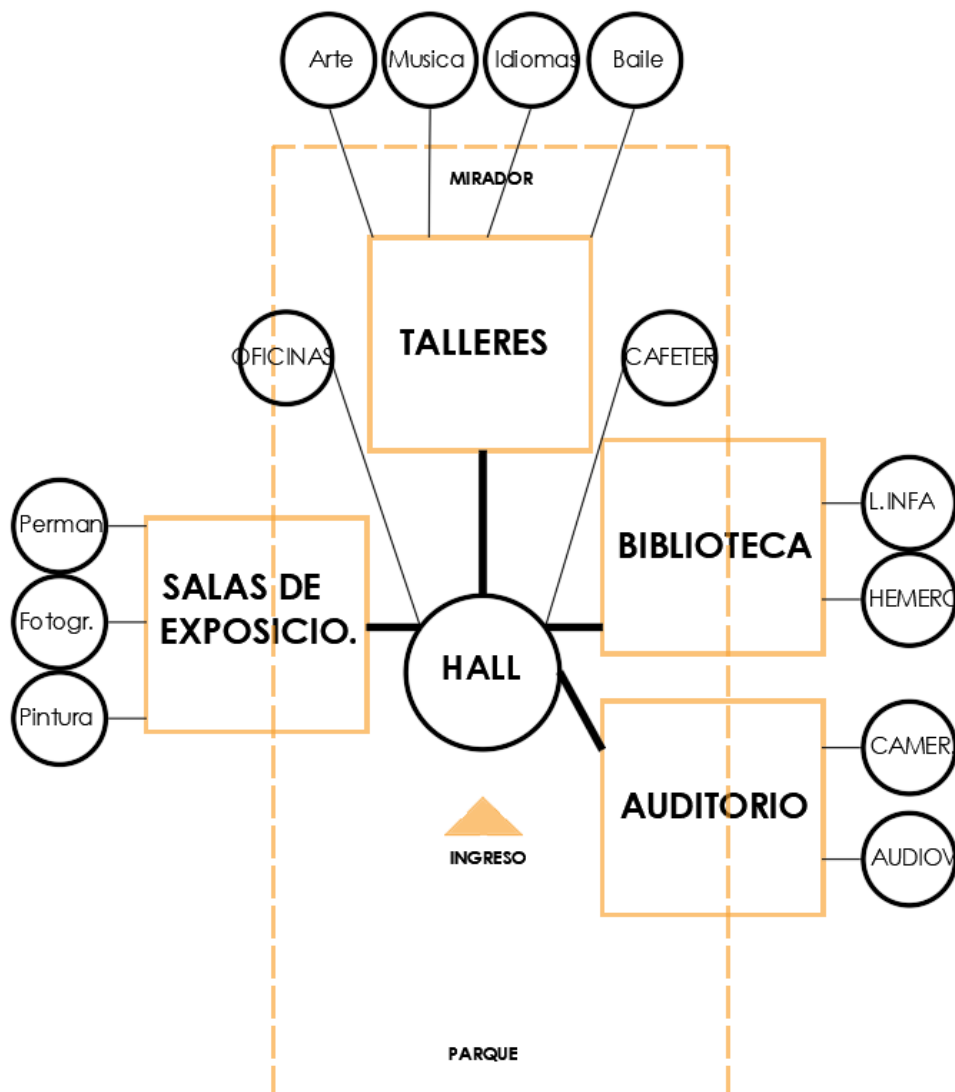 Arte
Musica
Idiomas
Baile
MIRADOR
TALLERES
OFICINAS
CAFETER
BIBLIOTECA
L.INFA
HEMERO
Perman
Fotogr.
Pintura
SALAS DE
EXPOSICIO.
HALL
AUDITORIO
CAMER.
AUDIOV
INGRESO
PARQUE